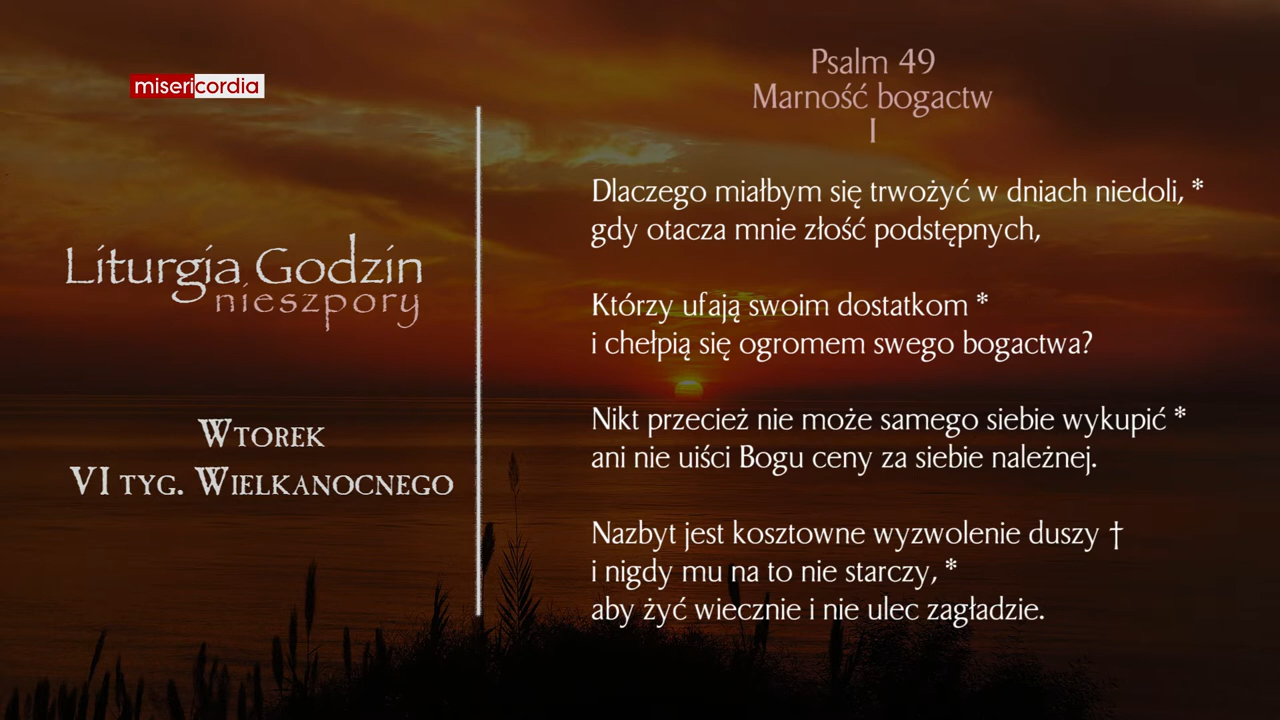 misericordia
Liturgia Godzin
nieszpory
Wtorek
VI tyg. Wielkanocnego
Psalm 49
Marność bogactw
I
Dlaczego miałbym się trwożyć w dniach niedoli, *
gdy otacza mnie złość podstępnych,
Którzy ufają swoim dostatkom *
i chełpią się ogromem swego bogactwa?
Nikt przecież nie może samego siebie wykupić *
ani nie uiści Bogu ceny za siebie należnej.
Nazbyt jest kosztowne wyzwolenie duszy †
i nigdy mu na to nie starczy, *
aby żyć wiecznie i nie ulec zagładzie.